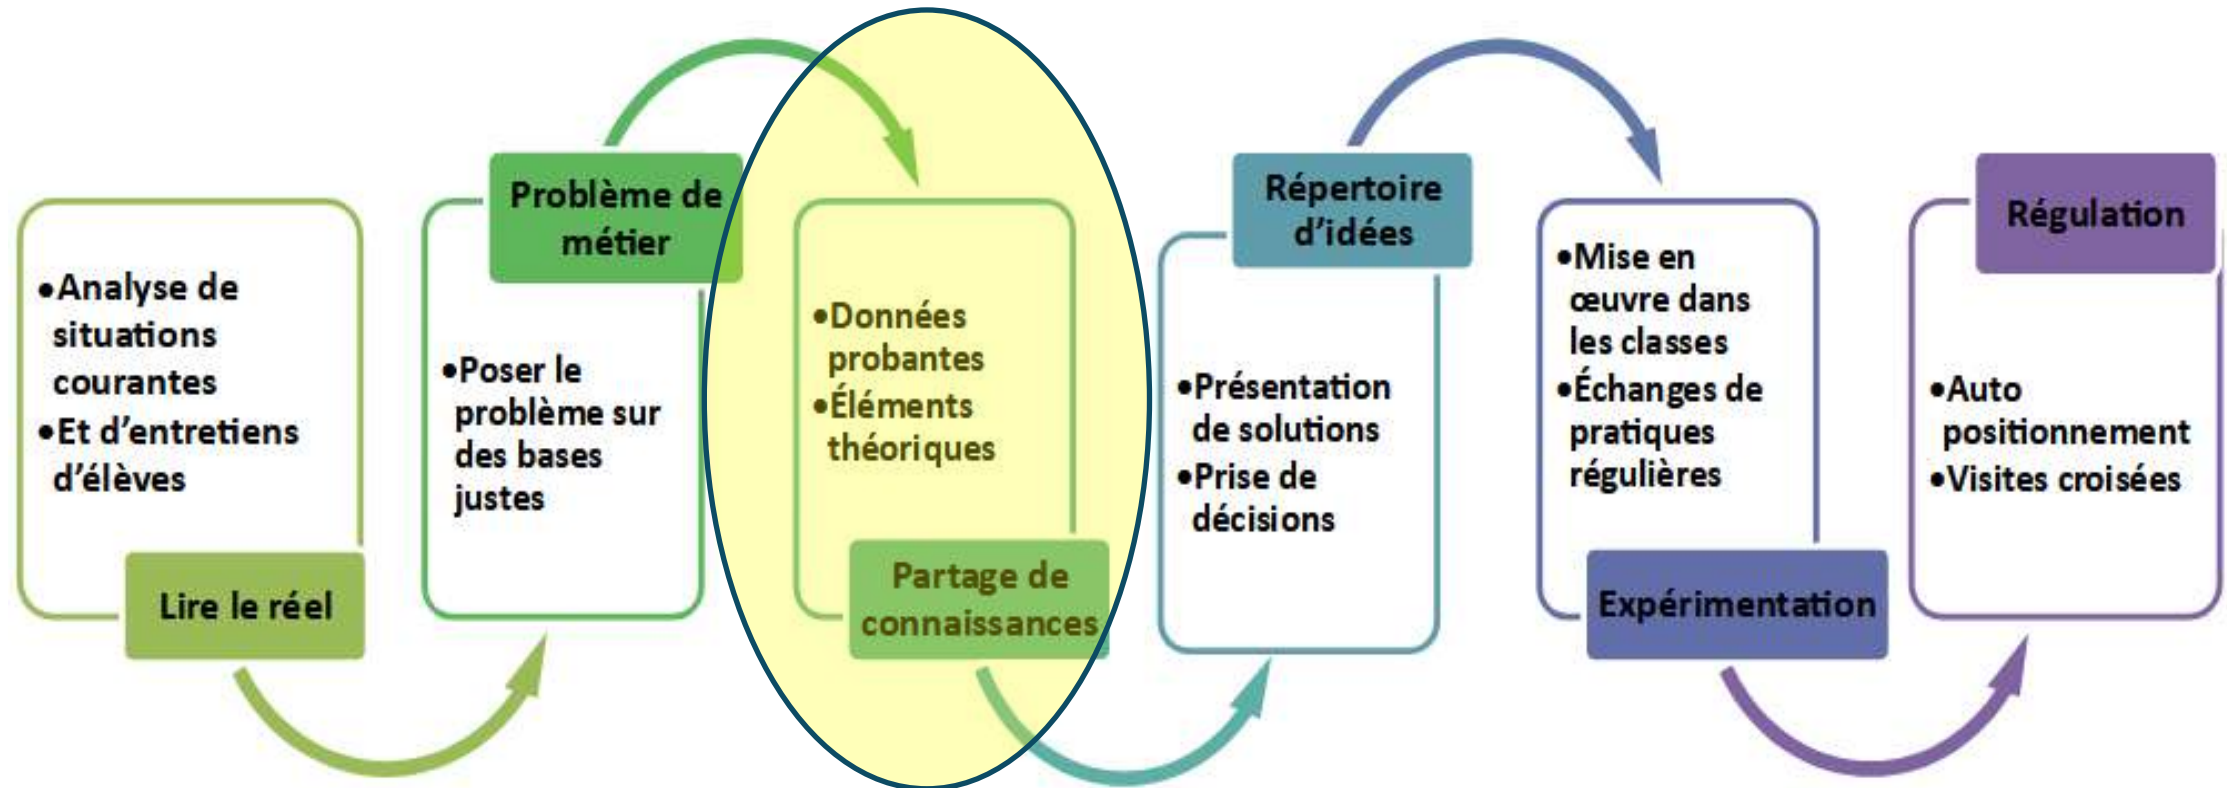 •Analyse de
situations
courantes
•Et d’entretiens
d’élèves
Lire le réel
Problème de
métier
•Poser le
problème sur
des bases
justes
•Données
probantes
•Éléments
théoriques
Partage de
connaissances
Répertoire
d’idées
•Présentation
de solutions
•Prise de
décisions
•Mise en
œuvre dans
les classes
•Échanges de
pratiques
régulières
Expérimentation
Régulation
•Auto
positionnement
•Visites croisées